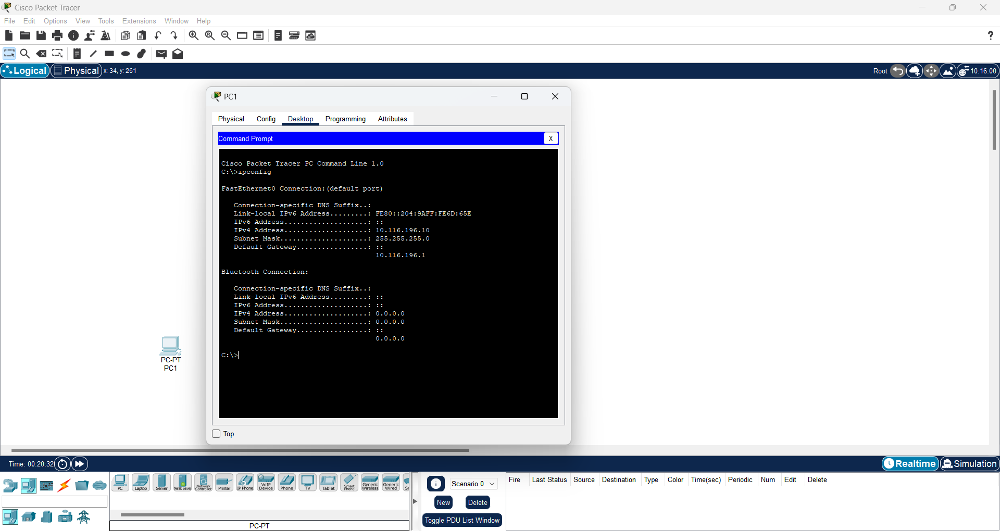 Cisco Packet Tracer
File Edit Options View Tools Extensions Window Help
?
Logical Physical x: 34, y: 261 Root 10:16:00
PC1
Physical Config Desktop Programming Attributes
Command Prompt X
Cisco Packet Tracer PC Command Line 1.0
C:\>ipconfig
FastEthernet0 Connection:(default port)
Connection-specific DNS Suffix..:
Link-local IPv6 Address.........: FE80::204:9AFF:FE6D:65E
IPv6 Address....................: ::
IPv4 Address....................: 10.116.196.10
Subnet Mask.....................: 255.255.255.0
Default Gateway.................: ::
10.116.196.1
Bluetooth Connection:
Connection-specific DNS Suffix..:
Link-local IPv6 Address.........: ::
IPv6 Address....................: ::
IPv4 Address....................: 0.0.0.0
Subnet Mask.....................: 0.0.0.0
Default Gateway.................: ::
0.0.0.0
C:\>
PC-PT
PC1
Top
Time: 00:20:32 Realtime Simulation
PC Laptop Server Meraki Server Network Controller Printer IP Phone VoIP Device Phone TV Tablet Smart Phone Generic Wireless Generic Wired
PC-PT
Scenario 0
New Delete
Toggle PDU List Window
Fire Last Status Source Destination Type Color Time(sec) Periodic Num Edit Delete